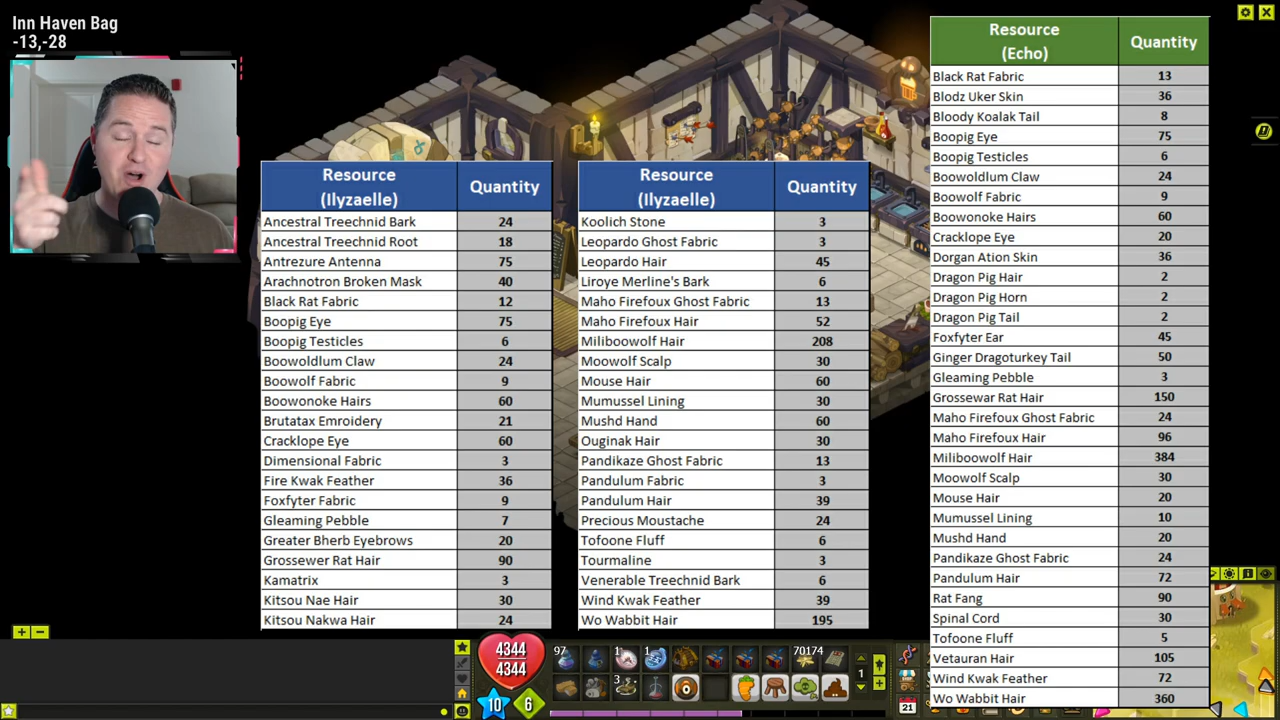 Inn Haven Bag
-13,-28
Resource
(Ilyzaelle)
Quantity
Ancestral Treechnid Bark 24
Ancestral Treechnid Root 18
Antrezure Antenna 75
Arachnotron Broken Mask 40
Black Rat Fabric 12
Boopig Eye 75
Boopig Testicles 6
Boowoldlum Claw 24
Boowolf Fabric 9
Boowonoke Hairs 60
Brutatax Emroidery 21
Cracklope Eye 60
Dimensional Fabric 3
Fire Kwak Feather 36
Foxfyter Fabric 9
Gleaming Pebble 7
Greater Bherb Eyebrows 20
Grossewer Rat Hair 90
Kamatrix 3
Kitsou Nae Hair 30
Kitsou Nakwa Hair 24
Resource
(Ilyzaelle)
Quantity
Koolich Stone 3
Leopardo Ghost Fabric 3
Leopardo Hair 45
Liroye Merline's Bark 6
Maho Firefoux Ghost Fabric 13
Maho Firefoux Hair 52
Miliboowolf Hair 208
Moowolf Scalp 30
Mouse Hair 60
Mumussel Lining 30
Mushd Hand 60
Ouginak Hair 30
Pandikaze Ghost Fabric 13
Pandulum Fabric 3
Pandulum Hair 39
Precious Moustache 24
Tofoone Fluff 6
Tourmaline 3
Venerable Treechnid Bark 6
Wind Kwak Feather 39
Wo Wabbit Hair 195
Resource
(Echo)
Quantity
Black Rat Fabric 13
Blodz Uker Skin 36
Bloody Koalak Tail 8
Boopig Eye 75
Boopig Testicles 6
Boowoldlum Claw 24
Boowolf Fabric 9
Boowonoke Hairs 60
Cracklope Eye 20
Dorgan Ation Skin 36
Dragon Pig Hair 2
Dragon Pig Horn 2
Dragon Pig Tail 2
Foxfyter Ear 45
Ginger Dragoturkey Tail 50
Gleaming Pebble 3
Grossewar Rat Hair 150
Maho Firefoux Ghost Fabric 24
Maho Firefoux Hair 96
Miliboowolf Hair 384
Moowolf Scalp 30
Mouse Hair 20
Mumussel Lining 10
Mushd Hand 20
Pandikaze Ghost Fabric 24
Pandulum Hair 72
Rat Fang 90
Spinal Cord 30
Tofoone Fluff 5
Vetauran Hair 105
Wind Kwak Feather 72
Wo Wabbit Hair 360
4344
4344
10
6
97
1
1
70174
3
1
21